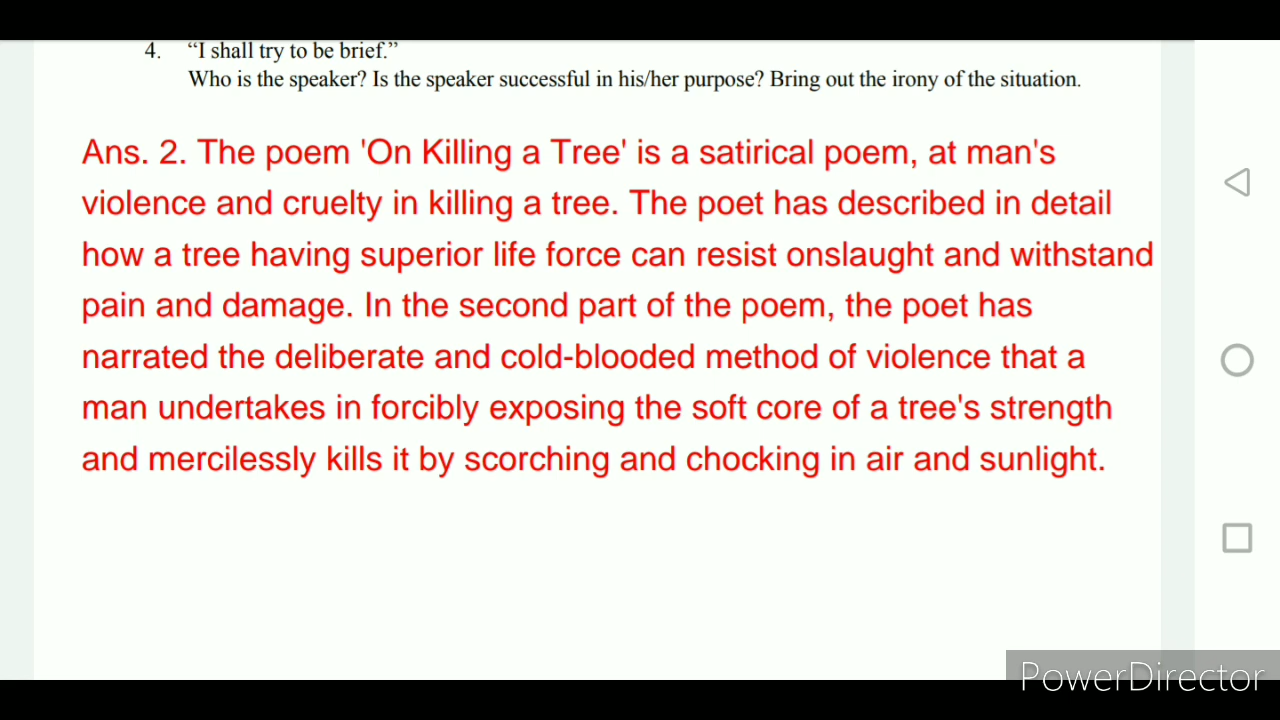 4. “I shall try to be brief.”
Who is the speaker? Is the speaker successful in his/her purpose? Bring out the irony of the situation.
Ans. 2. The poem 'On Killing a Tree' is a satirical poem, at man's
violence and cruelty in killing a tree. The poet has described in detail
how a tree having superior life force can resist onslaught and withstand
pain and damage. In the second part of the poem, the poet has
narrated the deliberate and cold-blooded method of violence that a
man undertakes in forcibly exposing the soft core of a tree's strength
and mercilessly kills it by scorching and chocking in air and sunlight.
PowerDirector